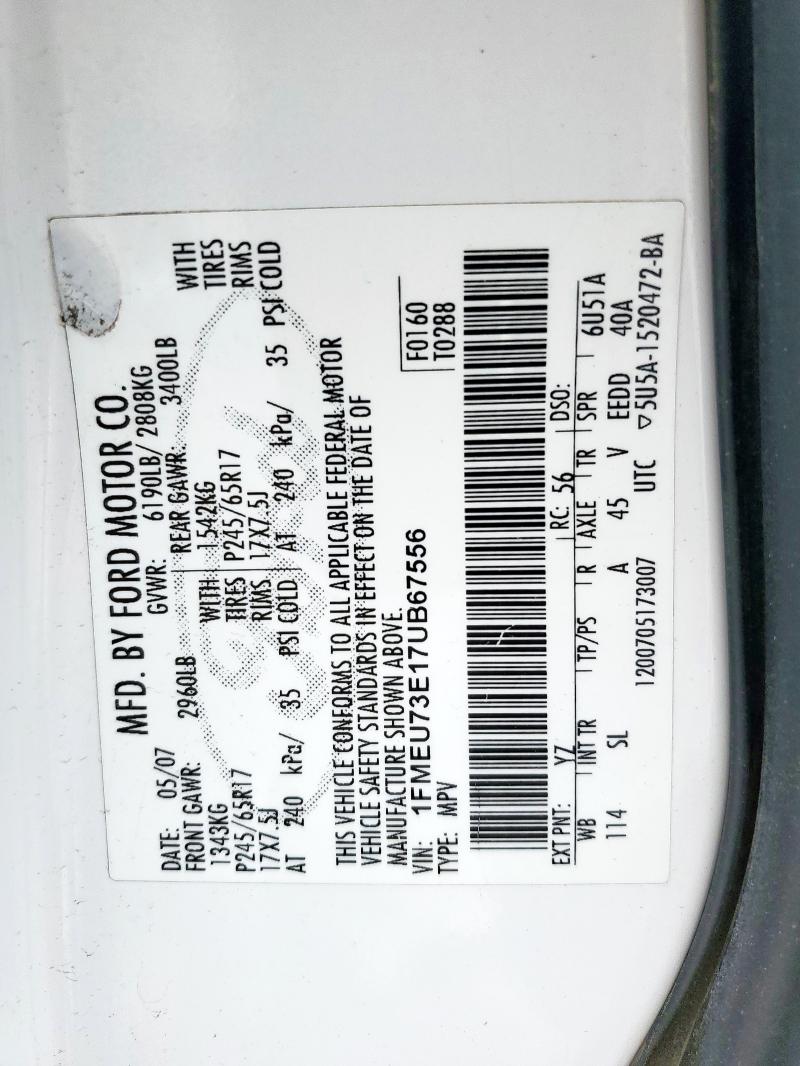 MFD. BY FORD MOTOR CO.
DATE: 05/07 GVWR: 6190LB/ 2808KG
FRONT GAWR: 2960LB REAR GAWR: 3400LB
1343KG WITH 1542KG WITH
P245/65R17 TIRES P245/65R17 TIRES
17X7.5J RIMS 17X7.5J RIMS
AT 240 kPa/ 35 PSI COLD AT 240 kPa/ 35 PSI COLD
THIS VEHICLE CONFORMS TO ALL APPLICABLE FEDERAL MOTOR
VEHICLE SAFETY STANDARDS IN EFFECT ON THE DATE OF
MANUFACTURE SHOWN ABOVE.
VIN: 1FMEU73E17UB67556 F0160
TYPE: MPV T0288
EXT PNT: YZ RC: 56 DSO:
WB INT TR TP/PS R AXLE TR SPR 6U51A
114 SL A 45 V EEDD 40A
1200705173007 UTC ▽5U5A-1520472-BA